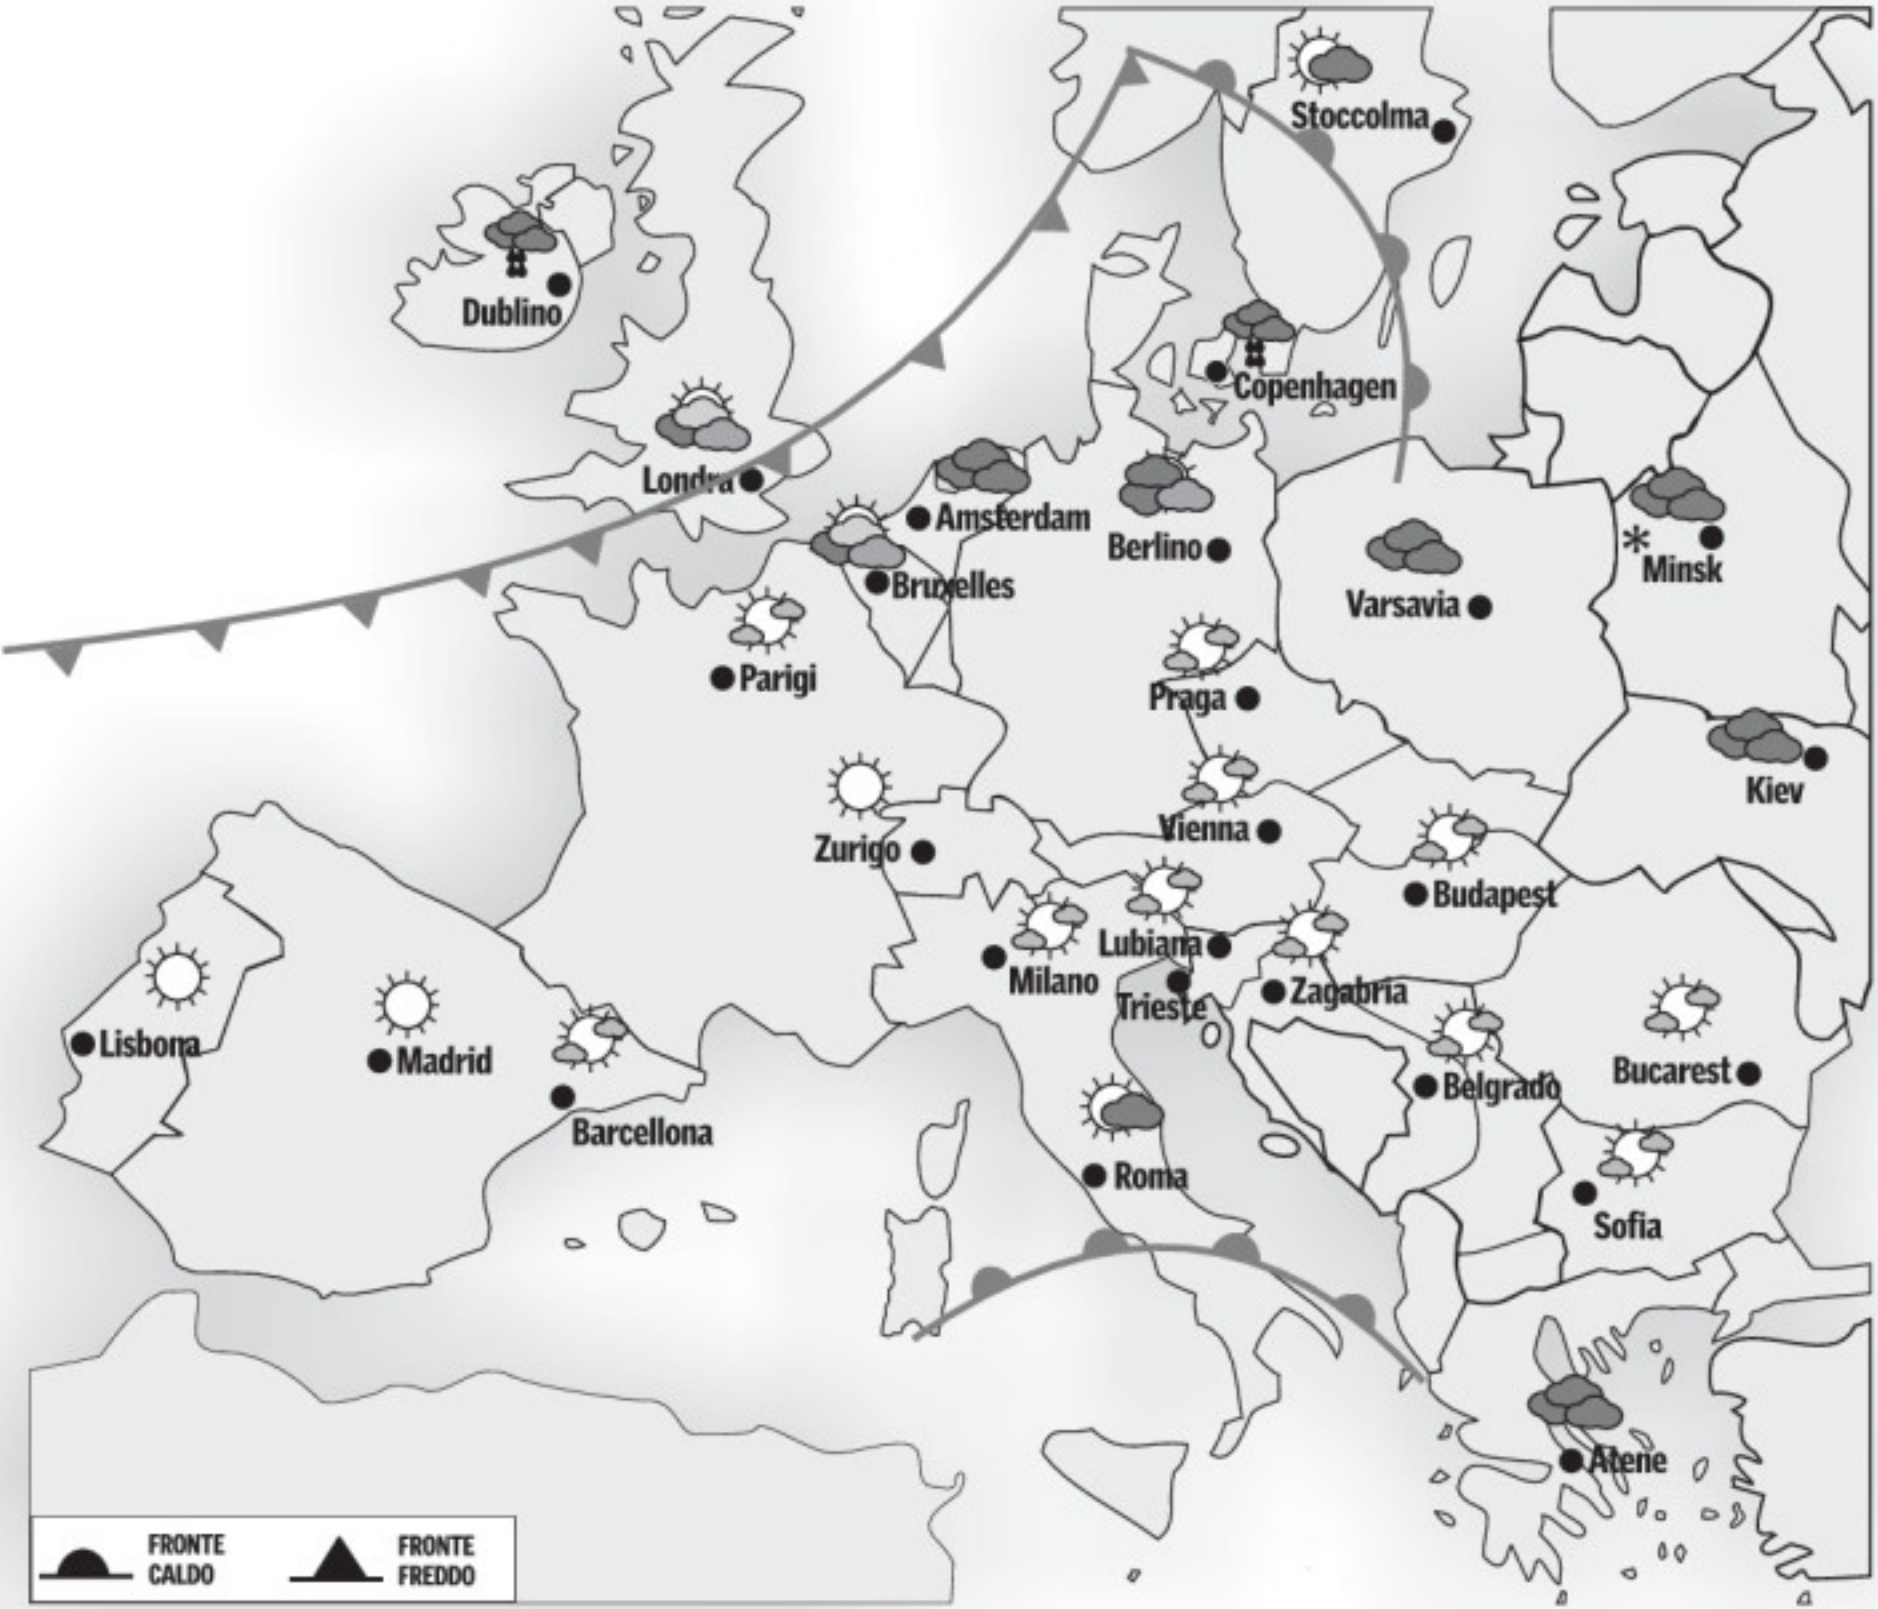 Stoccolma
Dublino
Copenhagen
Londra
Amsterdam
Berlino
Minsk
Bruxelles
Varsavia
Parigi
Praga
Kiev
Vienna
Zurigo
Budapest
Lubiana
Milano
Trieste
Zagabria
Lisbona
Madrid
Bucarest
Belgrado
Barcellona
Roma
Sofia
Atene
FRONTE
CALDO
FRONTE
FREDDO